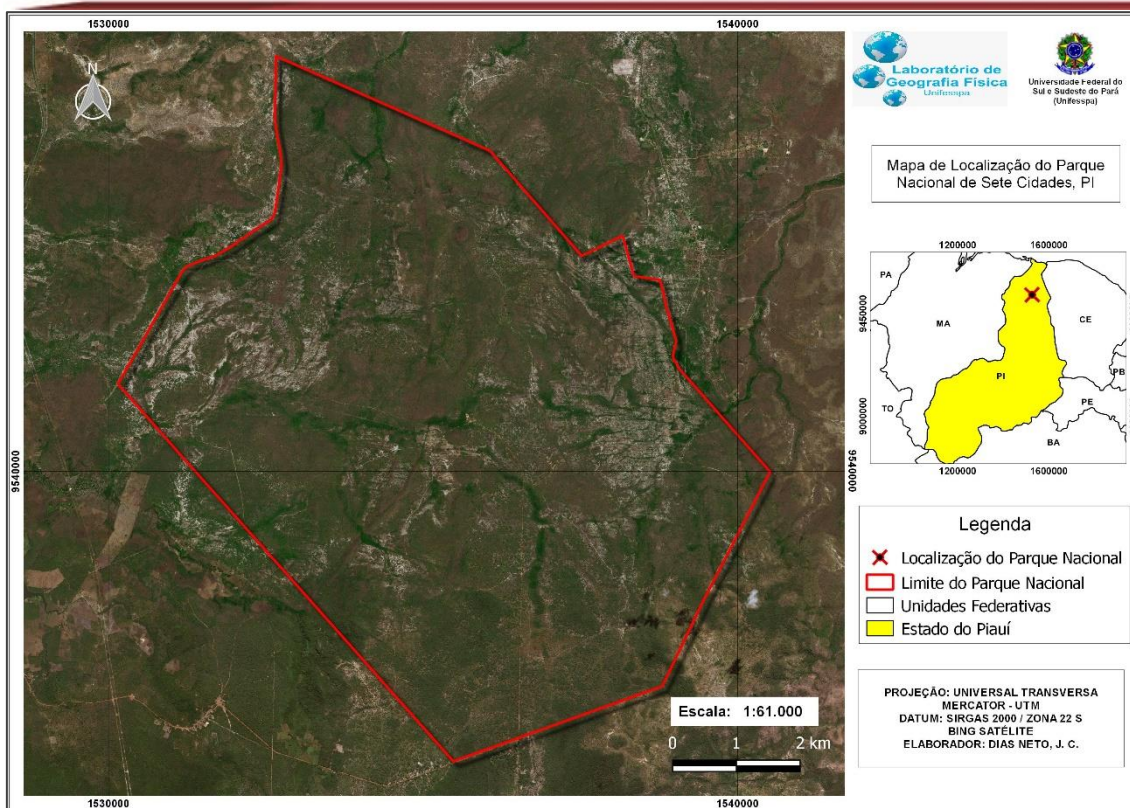 1530000
1540000
N
9540000
Escala: 1:61.000
0 1 2 km
1530000
1540000
9540000
Laboratório de
Geografia Física
Unifesspa
Universidade Federal do
Sul e Sudeste do Pará
(Unifesspa)
Mapa de Localização do Parque
Nacional de Sete Cidades, PI
1200000
1600000
9450000
9000000
PA
MA
CE
PB
PI
TO
PE
BA
1200000
1600000
Legenda
Localização do Parque Nacional
Limite do Parque Nacional
Unidades Federativas
Estado do Piauí
PROJEÇÃO: UNIVERSAL TRANSVERSA
MERCATOR - UTM
DATUM: SIRGAS 2000 / ZONA 22 S
BING SATÉLITE
ELABORADOR: DIAS NETO, J. C.